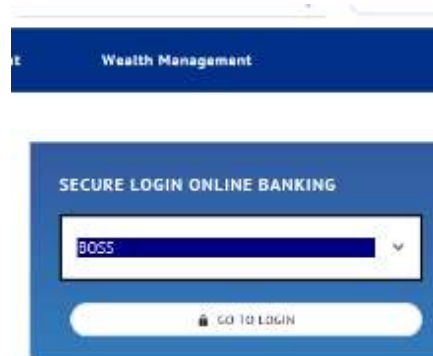 Wealth Management
SECURE LOGIN ONLINE BANKING
BOSS
GO TO LOGIN